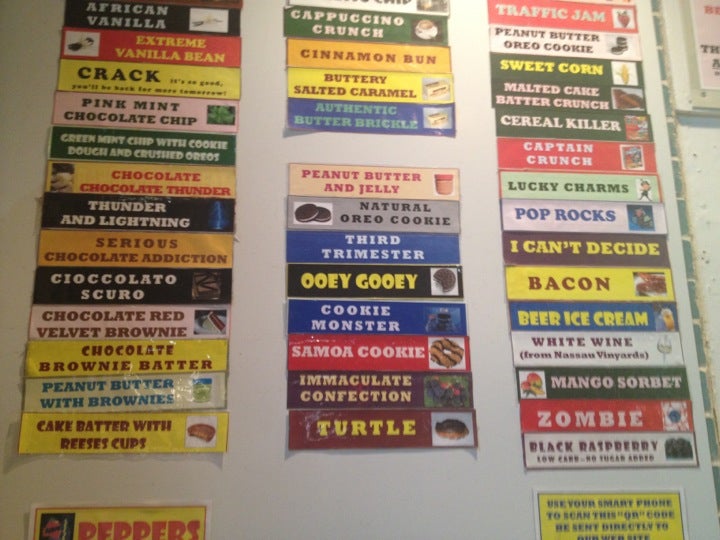 AFRICAN
VANILLA
EXTREME
VANILLA BEAN
CRACK It's so good,
you'll be back for more tomorrow!
PINK MINT
CHOCOLATE CHIP
GREEN MINT CHIP WITH COOKIE
DOUGH AND CRUSHED OREOS
CHOCOLATE
CHOCOLATE THUNDER
THUNDER
AND LIGHTNING
SERIOUS
CHOCOLATE ADDICTION
CIOCCOLATO
SCURO
CHOCOLATE RED
VELVET BROWNIE
CHOCOLATE
BROWNIE BATTER
PEANUT BUTTER
WITH BROWNIES
CAKE BATTER WITH
REESES CUPS
PEPPERS
CHIP
CAPPUCCINO
CRUNCH
CINNAMON BUN
BUTTERY
SALTED CARAMEL
AUTHENTIC
BUTTER BRICKLE
PEANUT BUTTER
AND JELLY
NATURAL
OREO COOKIE
THIRD
TRIMESTER
OOEY GOOEY
COOKIE
MONSTER
SAMOA COOKIE
IMMACULATE
CONFECTION
TURTLE
TRAFFIC JAM
PEANUT BUTTER
OREO COOKIE
SWEET CORN
MALTED CAKE
BATTER CRUNCH
CEREAL KILLER
CAPTAIN
CRUNCH
LUCKY CHARMS
POP ROCKS
I CAN'T DECIDE
BACON
BEER ICE CREAM
WHITE WINE
(from Nassau Vinyards)
MANGO SORBET
ZOMBIE
BLACK RASPBERRY
LOW CARB - NO SUGAR ADDED
USE YOUR SMART PHONE
TO SCAN THIS "QR" CODE
BE SENT DIRECTLY TO
OUR WEB SITE